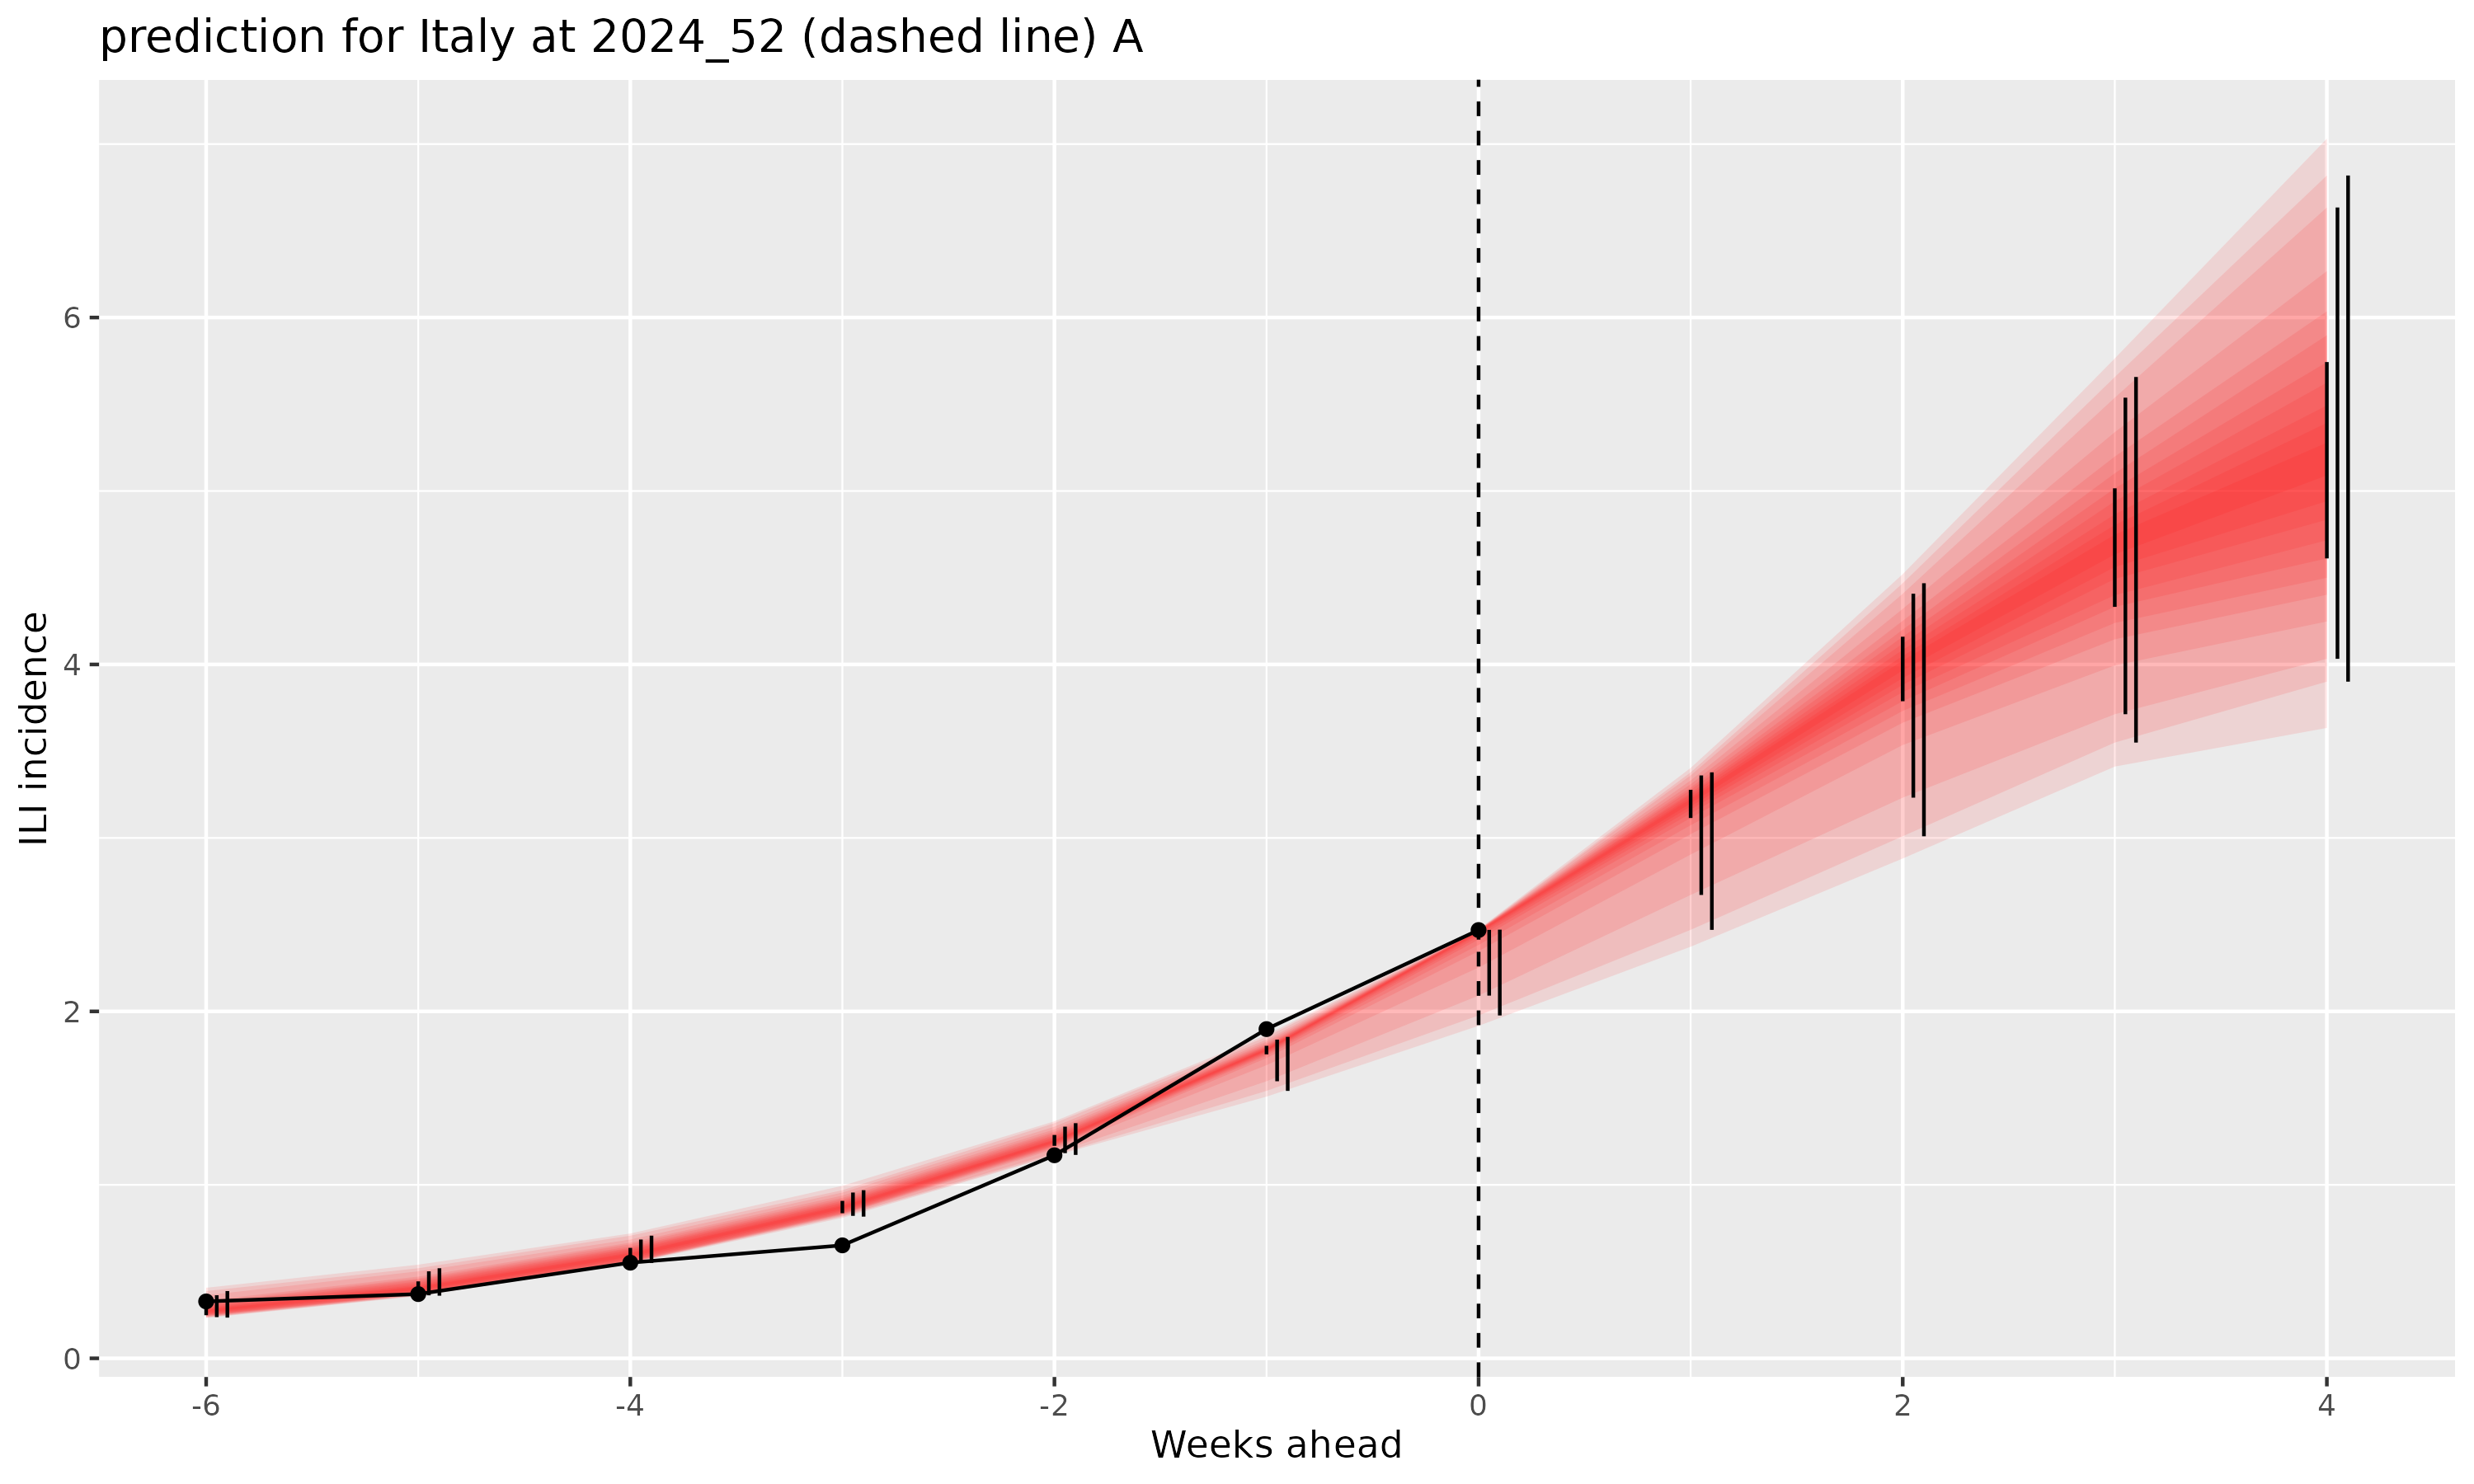 prediction for Italy at 2024_52 (dashed line) A
ILI incidence
6
4
2
0
-6 -4 -2 0 2 4
Weeks ahead